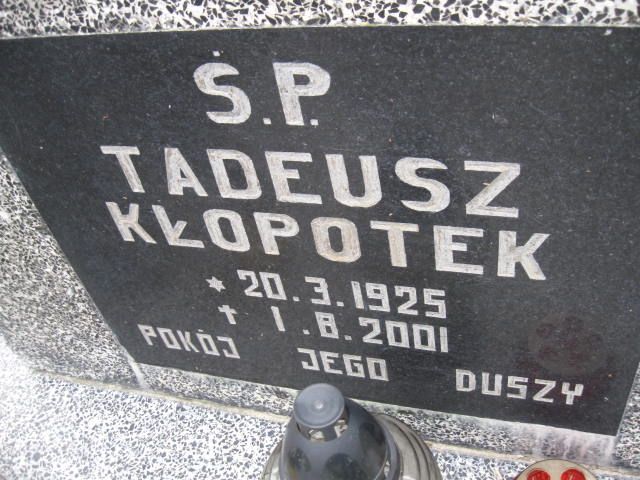 Ś.P.
TADEUSZ
KŁOPOTEK
* 20.3.1925
† 1.8.2001
POKÓJ JEGO DUSZY